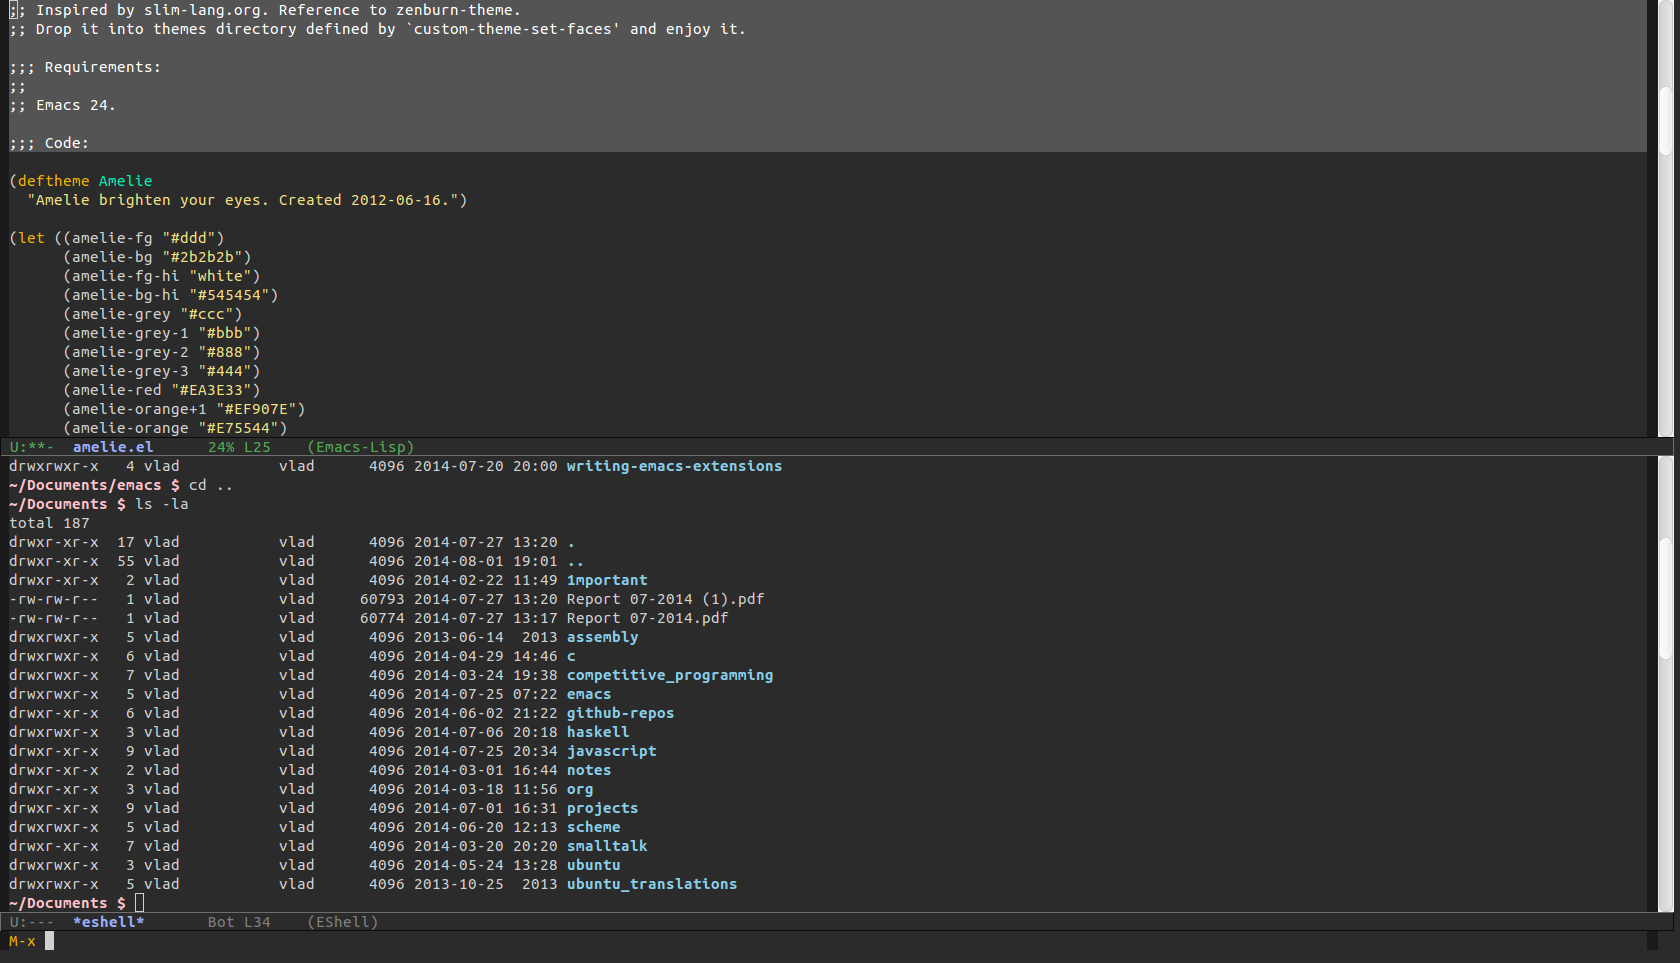 ;; Inspired by slim-lang.org. Reference to zenburn-theme.
;; Drop it into themes directory defined by `custom-theme-set-faces' and enjoy it.
;;; Requirements:
;;
;; Emacs 24.
;;; Code:
(deftheme Amelie
  "Amelie brighten your eyes. Created 2012-06-16.")
(let ((amelie-fg "#ddd")
      (amelie-bg "#2b2b2b")
      (amelie-fg-hi "white")
      (amelie-bg-hi "#545454")
      (amelie-grey "#ccc")
      (amelie-grey-1 "#bbb")
      (amelie-grey-2 "#888")
      (amelie-grey-3 "#444")
      (amelie-red "#EA3E33")
      (amelie-orange+1 "#EF907E")
      (amelie-orange "#E75544")
U:**-  amelie.el      24% L25    (Emacs-Lisp)
drwxrwxr-x   4 vlad           vlad      4096 2014-07-20 20:00 writing-emacs-extensions
~/Documents/emacs $ cd ..
~/Documents $ ls -la
total 187
drwxr-xr-x  17 vlad           vlad      4096 2014-07-27 13:20 .
drwxr-xr-x  55 vlad           vlad      4096 2014-08-01 19:01 ..
drwxr-xr-x   2 vlad           vlad      4096 2014-02-22 11:49 1mportant
-rw-rw-r--   1 vlad           vlad     60793 2014-07-27 13:20 Report 07-2014 (1).pdf
-rw-rw-r--   1 vlad           vlad     60774 2014-07-27 13:17 Report 07-2014.pdf
drwxrwxr-x   5 vlad           vlad      4096 2013-06-14  2013 assembly
drwxrwxr-x   6 vlad           vlad      4096 2014-04-29 14:46 c
drwxrwxr-x   7 vlad           vlad      4096 2014-03-24 19:38 competitive_programming
drwxrwxr-x   5 vlad           vlad      4096 2014-07-25 07:22 emacs
drwxr-xr-x   6 vlad           vlad      4096 2014-06-02 21:22 github-repos
drwxrwxr-x   3 vlad           vlad      4096 2014-07-06 20:18 haskell
drwxr-xr-x   9 vlad           vlad      4096 2014-07-25 20:34 javascript
drwxr-xr-x   2 vlad           vlad      4096 2014-03-01 16:44 notes
drwxr-xr-x   3 vlad           vlad      4096 2014-03-18 11:56 org
drwxr-xr-x   9 vlad           vlad      4096 2014-07-01 16:31 projects
drwxrwxr-x   5 vlad           vlad      4096 2014-06-20 12:13 scheme
drwxr-xr-x   7 vlad           vlad      4096 2014-03-20 20:20 smalltalk
drwxrwxr-x   3 vlad           vlad      4096 2014-05-24 13:28 ubuntu
drwxrwxr-x   5 vlad           vlad      4096 2013-10-25  2013 ubuntu_translations
~/Documents $
U:---  *eshell*       Bot L34    (EShell)
M-x